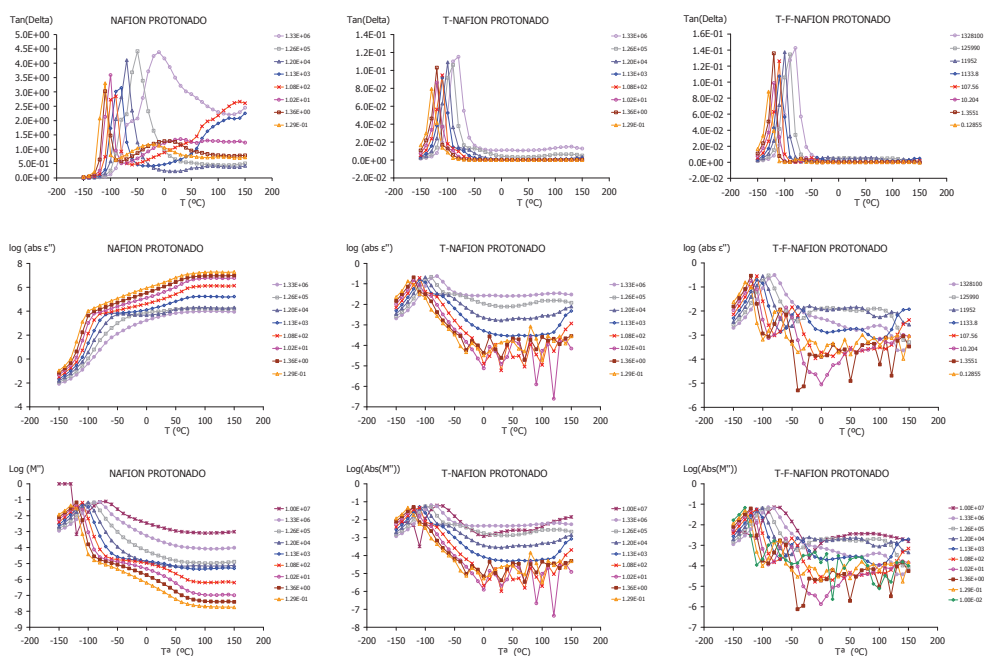 Tan(Delta) NAFION PROTONADO
5.0E+00
4.5E+00
4.0E+00
3.5E+00
3.0E+00
2.5E+00
2.0E+00
1.5E+00
1.0E+00
5.0E-01
0.0E+00
-200 -150 -100 -50 0 50 100 150 200
T (ºC)
1.33E+06
1.26E+05
1.20E+04
1.13E+03
1.08E+02
1.02E+01
1.36E+00
1.29E-01
Tan(Delta) T-NAFION PROTONADO
1.4E-01
1.2E-01
1.0E-01
8.0E-02
6.0E-02
4.0E-02
2.0E-02
0.0E+00
-2.0E-02
-200 -150 -100 -50 0 50 100 150 200
T (ºC)
1.33E+06
1.26E+05
1.20E+04
1.13E+03
1.08E+02
1.02E+01
1.36E+00
1.29E-01
Tan(Delta) T-F-NAFION PROTONADO
1.6E-01
1.4E-01
1.2E-01
1.0E-01
8.0E-02
6.0E-02
4.0E-02
2.0E-02
0.0E+00
-2.0E-02
-200 -150 -100 -50 0 50 100 150 200
T (ºC)
1328100
125990
11952
1133.8
107.56
10.204
1.3551
0.12855
log (abs ε") NAFION PROTONADO
8
6
4
2
0
-2
-4
-200 -150 -100 -50 0 50 100 150 200
T (ºC)
1.33E+06
1.26E+05
1.20E+04
1.13E+03
1.08E+02
1.02E+01
1.36E+00
1.29E-01
log (abs ε") T-NAFION PROTONADO
0
-1
-2
-3
-4
-5
-6
-7
-200 -150 -100 -50 0 50 100 150 200
T (ºC)
1.33E+06
1.26E+05
1.20E+04
1.13E+03
1.08E+02
1.02E+01
1.36E+00
1.29E-01
log (abs ε") T-F-NAFION PROTONADO
0
-1
-2
-3
-4
-5
-6
-200 -150 -100 -50 0 50 100 150 200
T (ºC)
1328100
125990
11952
1133.8
107.56
10.204
1.3551
0.12855
Log (M") NAFION PROTONADO
1
0
-1
-2
-3
-4
-5
-6
-7
-8
-9
-200 -150 -100 -50 0 50 100 150 200
Tª (ºC)
1.00E+07
1.33E+06
1.26E+05
1.20E+04
1.13E+03
1.08E+02
1.02E+01
1.36E+00
1.29E-01
Log(Abs(M")) T-NAFION PROTONADO
0
-1
-2
-3
-4
-5
-6
-7
-8
-200 -150 -100 -50 0 50 100 150 200
Tª (ºC)
1.00E+07
1.33E+06
1.26E+05
1.20E+04
1.13E+03
1.08E+02
1.02E+01
1.36E+00
1.29E-01
Log(Abs(M")) T-F-NAFION PROTONADO
0
-1
-2
-3
-4
-5
-6
-7
-200 -150 -100 -50 0 50 100 150 200
Tª (ºC)
1.00E+07
1.33E+06
1.26E+05
1.20E+04
1.13E+03
1.08E+02
1.02E+01
1.36E+00
1.29E-01
1.00E-02